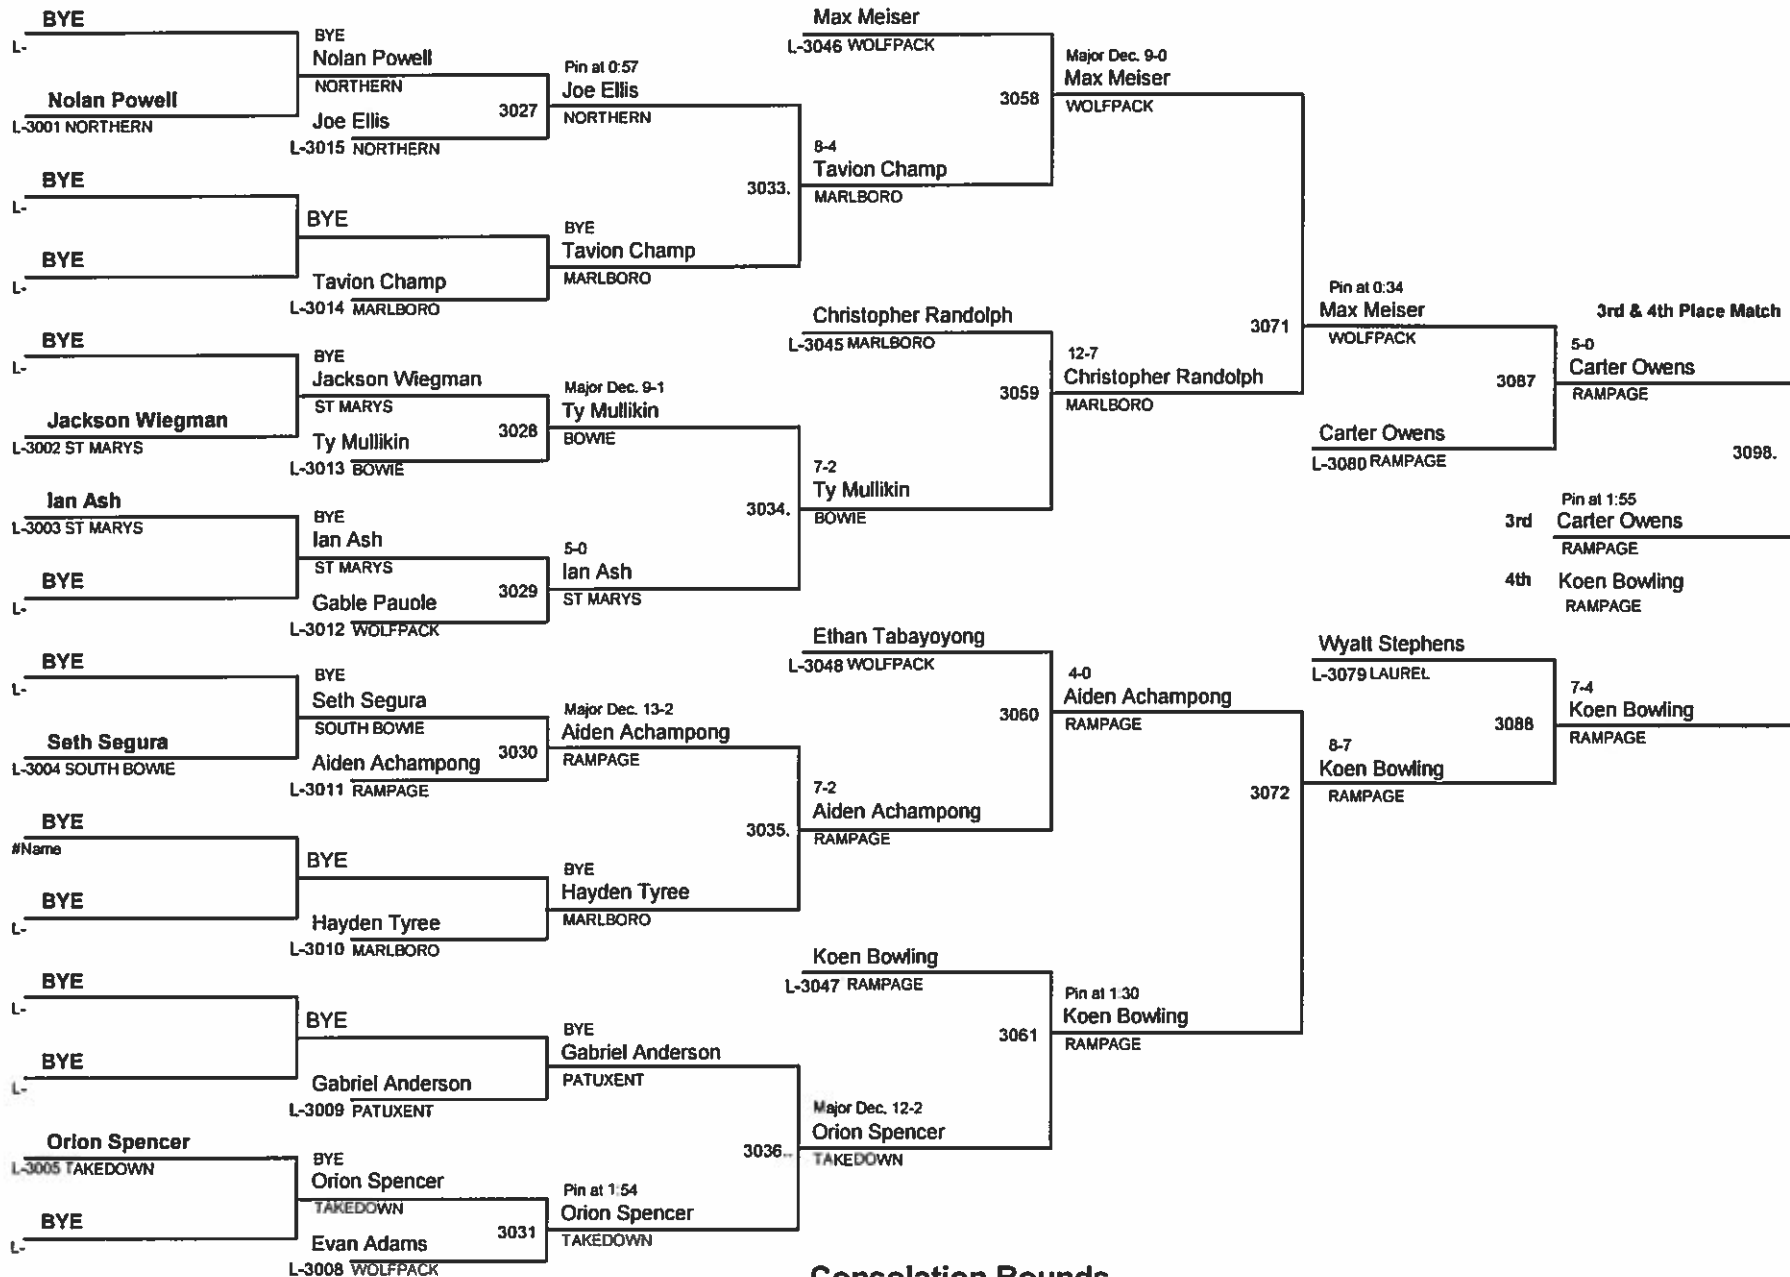 BYE
L-
Nolan Powell
L-3001 NORTHERN
BYE
L-
BYE
L-
BYE
L-
Jackson Wiegman
L-3002 ST MARYS
Ian Ash
L-3003 ST MARYS
BYE
L-
BYE
L-
Seth Segura
L-3004 SOUTH BOWIE
BYE
#Name
BYE
L-
BYE
L-
BYE
L-
Orion Spencer
L-3005 TAKEDOWN
BYE
L-
BYE
Nolan Powell
NORTHERN
3027
Joe Ellis
L-3015 NORTHERN
BYE
Tavion Champ
L-3014 MARLBORO
BYE
Jackson Wiegman
ST MARYS
3028
Ty Mullikin
L-3013 BOWIE
BYE
Ian Ash
ST MARYS
3029
Gable Pauole
L-3012 WOLFPACK
BYE
Seth Segura
SOUTH BOWIE
3030
Aiden Achampong
L-3011 RAMPAGE
BYE
Hayden Tyree
L-3010 MARLBORO
BYE
Gabriel Anderson
L-3009 PATUXENT
BYE
Orion Spencer
TAKEDOWN
3031
Evan Adams
L-3008 WOLFPACK
Pin at 0:57
Joe Ellis
NORTHERN
3033.
BYE
Tavion Champ
MARLBORO
Major Dec. 9-1
Ty Mullikin
BOWIE
3034.
5-0
Ian Ash
ST MARYS
Major Dec. 13-2
Aiden Achampong
RAMPAGE
3035.
BYE
Hayden Tyree
MARLBORO
BYE
Gabriel Anderson
PATUXENT
3036..
Pin at 1:54
Orion Spencer
TAKEDOWN
Max Meiser
L-3046 WOLFPACK
3058
8-4
Tavion Champ
MARLBORO
Christopher Randolph
L-3045 MARLBORO
3059
7-2
Ty Mullikin
BOWIE
Ethan Tabayoyong
L-3048 WOLFPACK
3060
7-2
Aiden Achampong
RAMPAGE
Koen Bowling
L-3047 RAMPAGE
3061
Major Dec. 12-2
Orion Spencer
TAKEDOWN
Major Dec. 9-0
Max Meiser
WOLFPACK
3071
12-7
Christopher Randolph
MARLBORO
4-0
Aiden Achampong
RAMPAGE
3072
Pin at 1:30
Koen Bowling
RAMPAGE
Pin at 0:34
Max Meiser
WOLFPACK
3087
Carter Owens
L-3080 RAMPAGE
Wyatt Stephens
L-3079 LAUREL
3088
8-7
Koen Bowling
RAMPAGE
3rd & 4th Place Match
5-0
Carter Owens
RAMPAGE
3098.
Pin at 1:55
3rd Carter Owens
RAMPAGE
4th Koen Bowling
RAMPAGE
7-4
Koen Bowling
RAMPAGE
Consolation Rounds